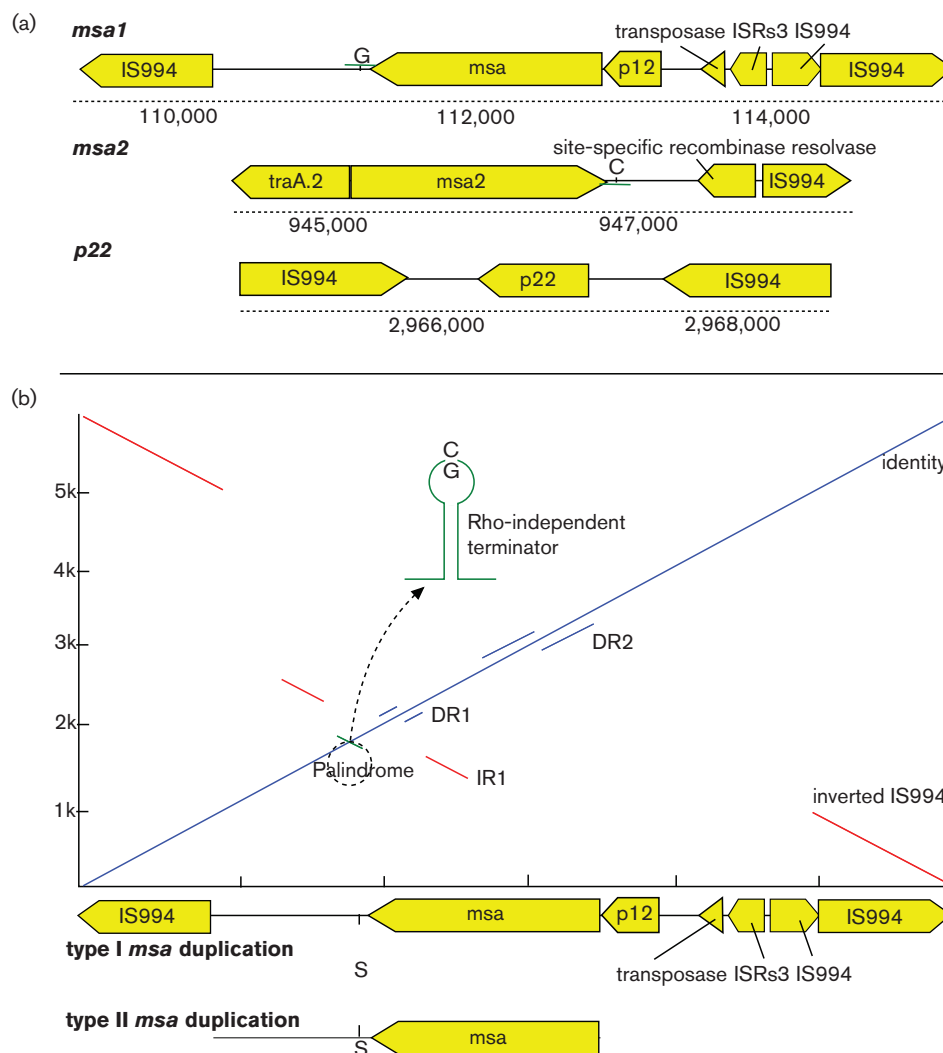 (a)
msa1
transposase ISRs3 IS994
G
IS994
msa
p12
IS994
110,000
112,000
114,000
msa2
site-specific recombinase resolvase
C
traA.2
msa2
IS994
945,000
947,000
p22
IS994
p22
IS994
2,966,000
2,968,000
(b)
C
G
identity
5k
Rho-independent
terminator
4k
3k
DR2
2k
DR1
Palindrome
IR1
inverted IS994
1k
IS994
msa
p12
IS994
type I msa duplication
transposase ISRs3 IS994
S
type II msa duplication
S
msa